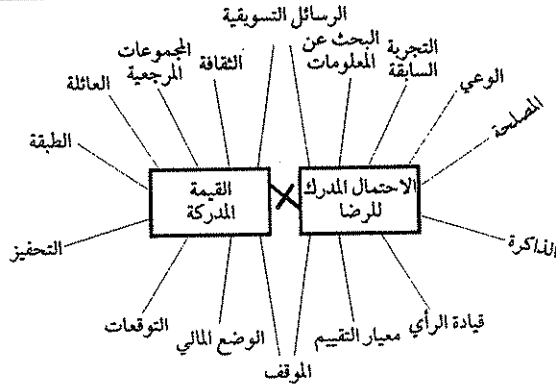 الرسائل التسويقية
المجموعات
المرجعية
الثقافة
البحث عن
المعلومات
التجربة
السابقة
العائلة
الوعي
الطبقة
المصلحة
القيمة
المدركة
الاحتمال المدرك
للرضا
التحفيز
الذاكرة
التوقعات
الوضع المالي
معيار التقييم
قيادة الرأي
الموقف